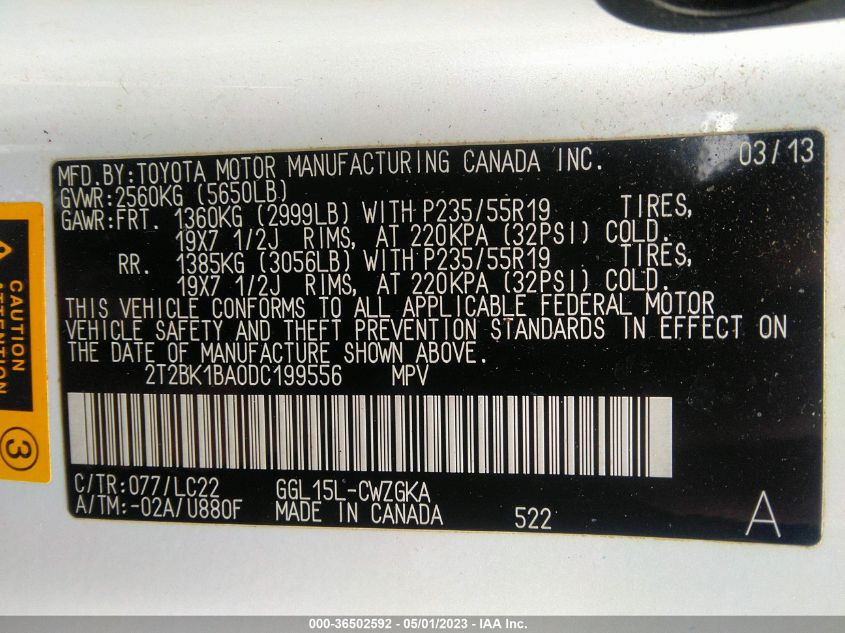 MFD.BY:TOYOTA MOTOR MANUFACTURING CANADA INC. 03/13
GVWR:2560KG (5650LB)
GAWR:FRT. 1360KG (2999LB) WITH P235/55R19 TIRES,
19X7 1/2J RIMS, AT 220KPA (32PSI) COLD.
RR. 1385KG (3056LB) WITH P235/55R19 TIRES,
19X7 1/2J RIMS, AT 220KPA (32PSI) COLD.
THIS VEHICLE CONFORMS TO ALL APPLICABLE FEDERAL MOTOR
VEHICLE SAFETY AND THEFT PREVENTION STANDARDS IN EFFECT ON
THE DATE OF MANUFACTURE SHOWN ABOVE.
2T2BK1BA0DC199556 MPV
C/TR:077/LC22 GGL15L-CWZGKA
A/TM:-02A/U880F MADE IN CANADA 522 A
CAUTION
ATTENTION
3
000-36502592 - 05/01/2023 - IAA Inc.